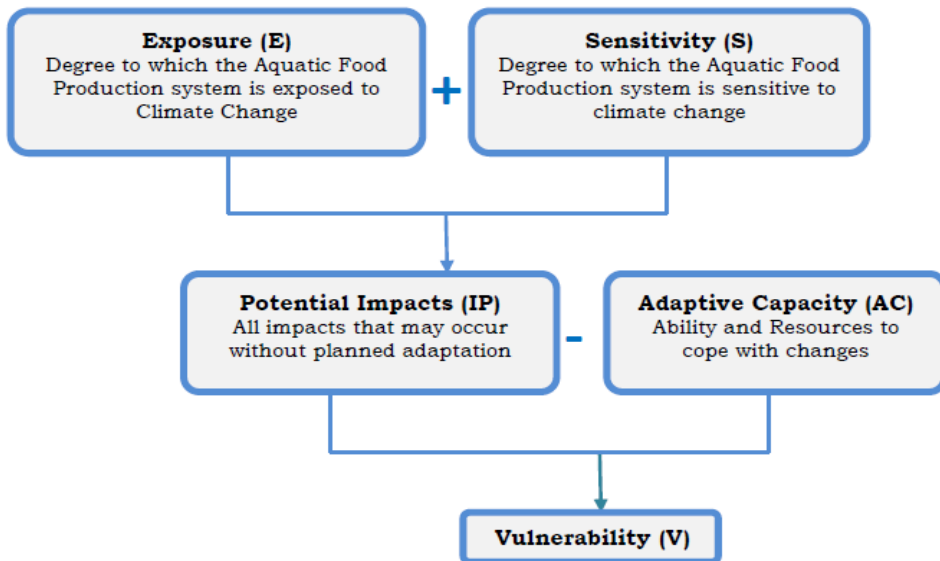 Exposure (E)
Degree to which the Aquatic Food
Production system is exposed to
Climate Change
+
Sensitivity (S)
Degree to which the Aquatic Food
Production system is sensitive to
climate change
Potential Impacts (IP)
All impacts that may occur
without planned adaptation
-
Adaptive Capacity (AC)
Ability and Resources to
cope with changes
Vulnerability (V)